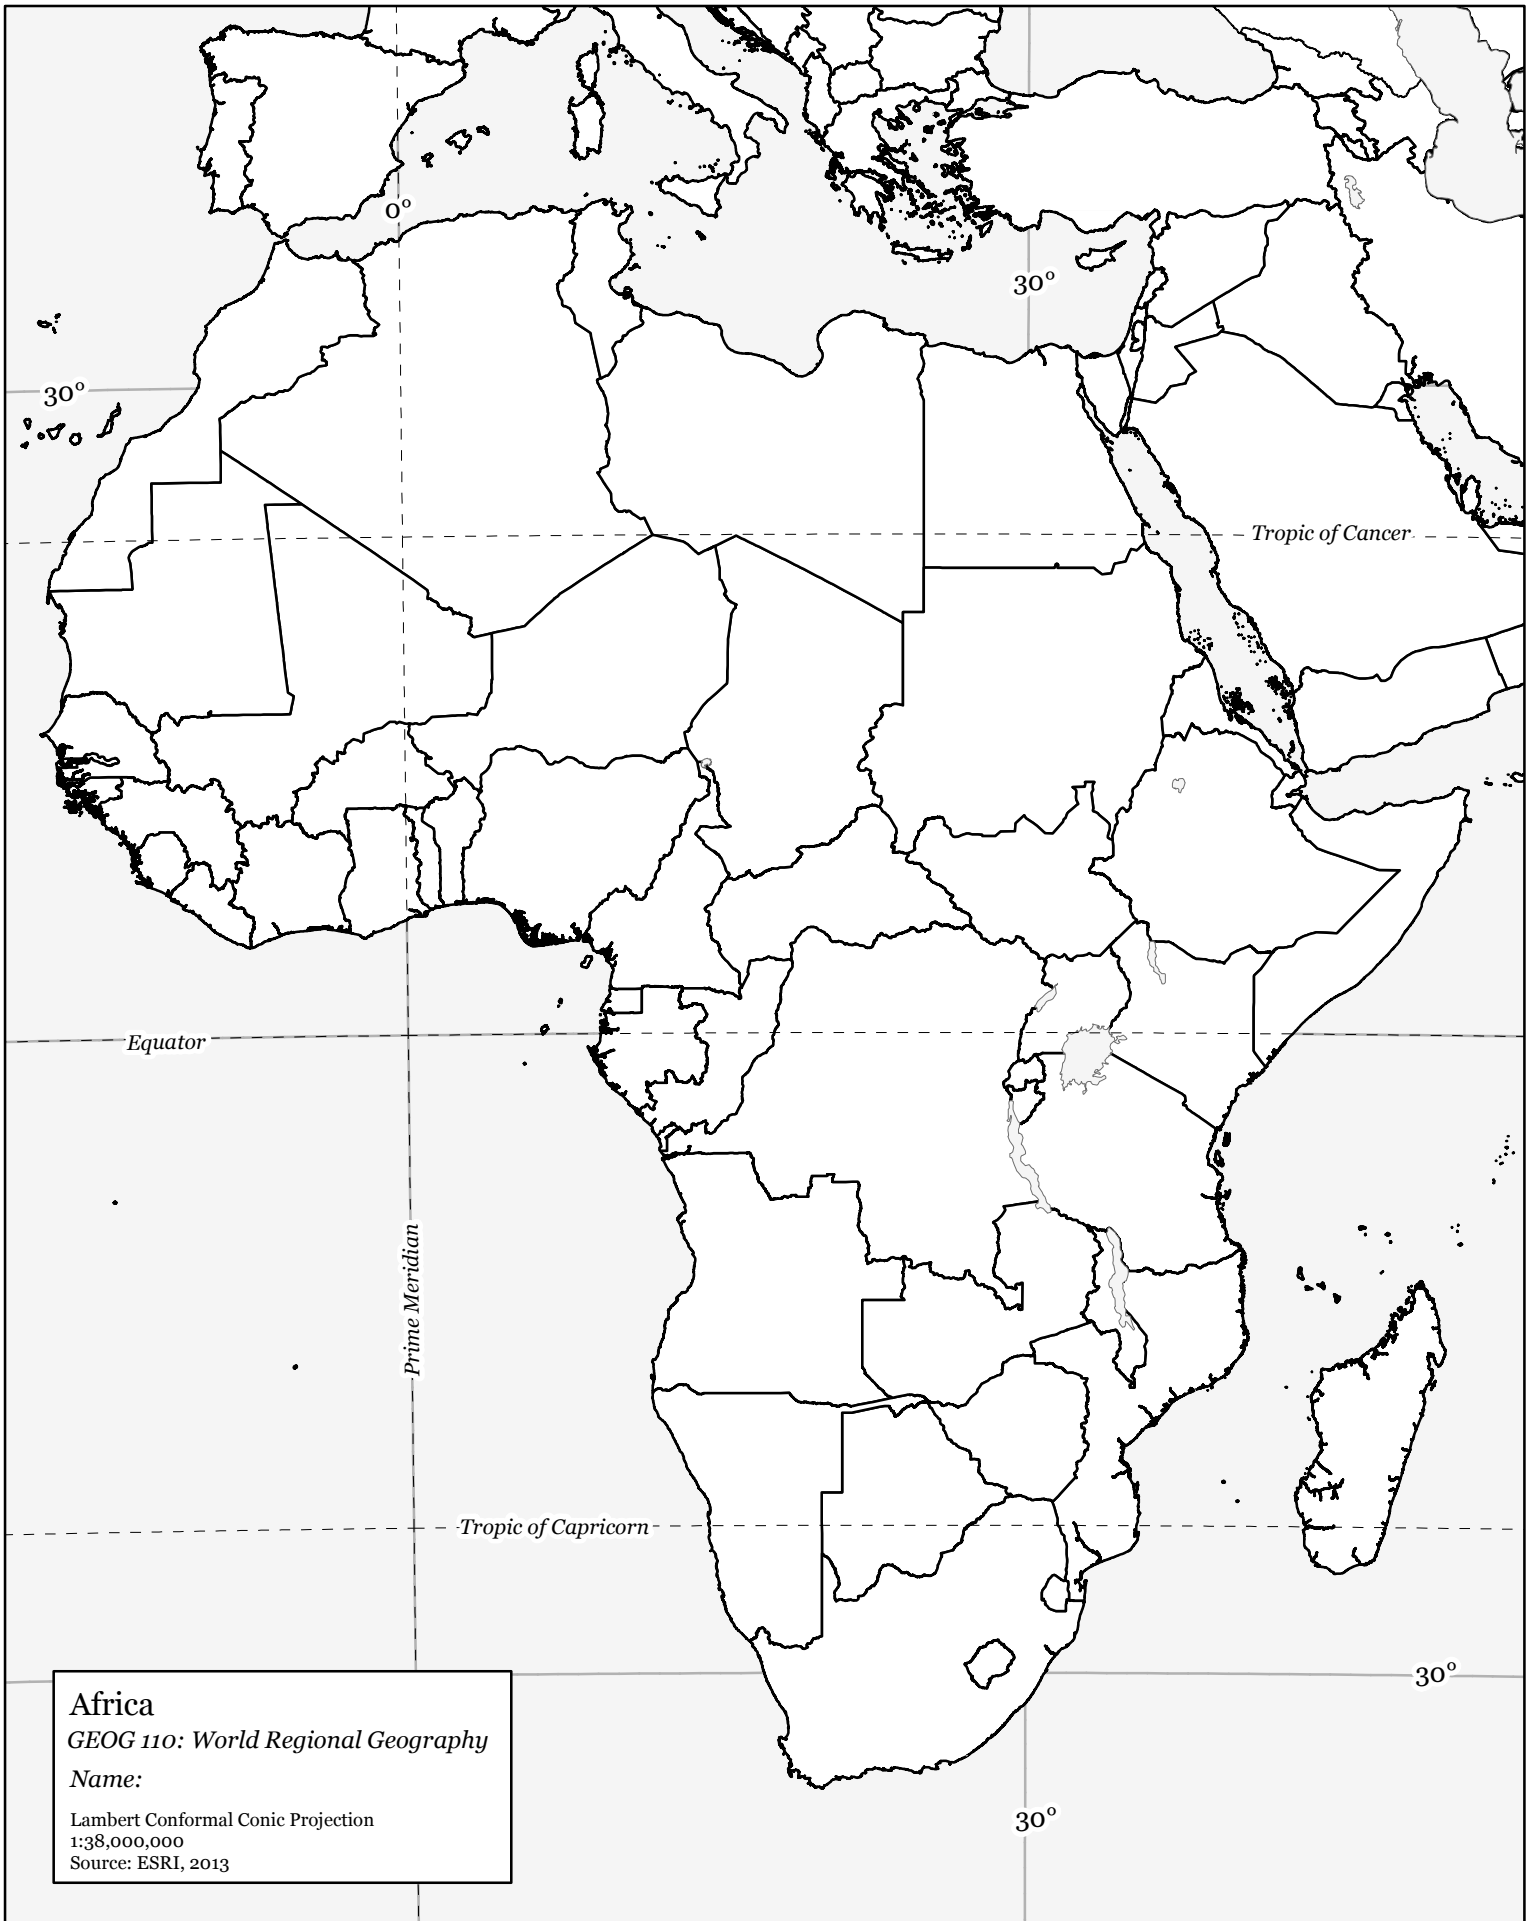 0°
30°
30°
Tropic of Cancer
Equator
Prime Meridian
Tropic of Capricorn
30°
30°
Africa
GEOG 110: World Regional Geography
Name:
Lambert Conformal Conic Projection
1:38,000,000
Source: ESRI, 2013